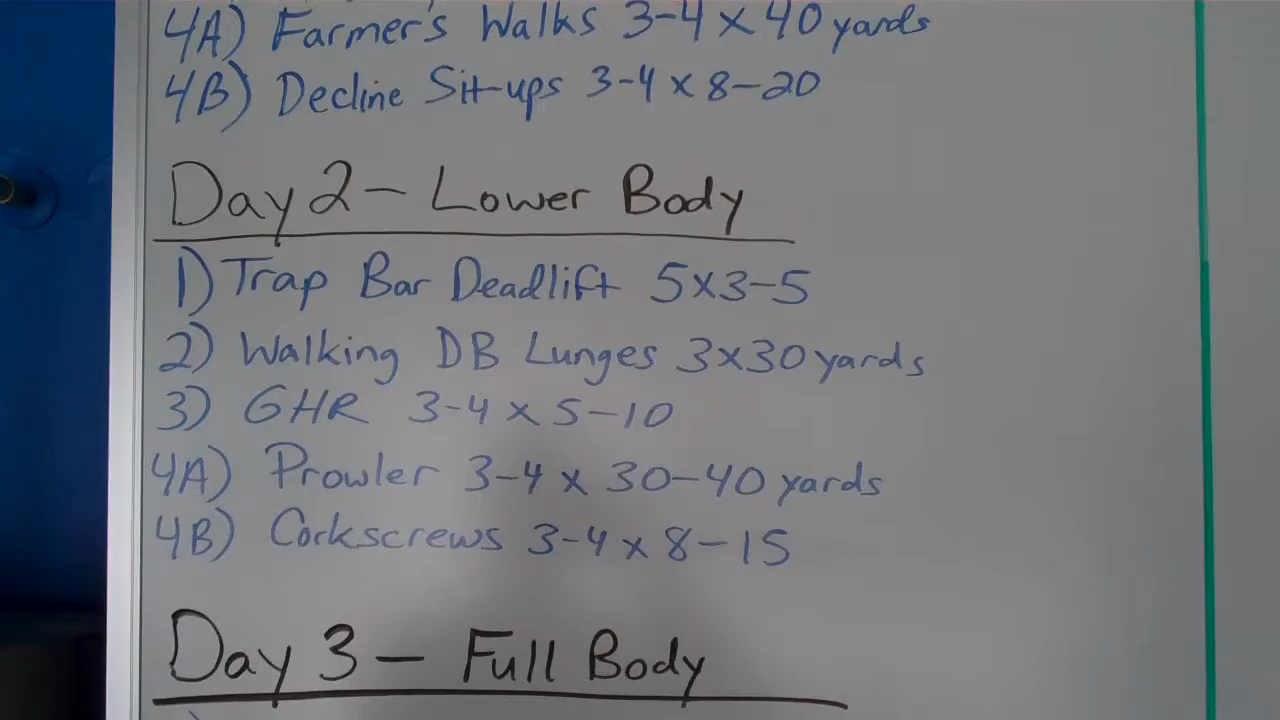 4A) Farmer's Walks 3-4 x 40 yards
4B) Decline Sit-ups 3-4 x 8-20
Day 2 - Lower Body
1) Trap Bar Deadlift 5x3-5
2) Walking DB Lunges 3x30 yards
3) GHR 3-4 x 5-10
4A) Prowler 3-4 x 30-40 yards
4B) Corkscrews 3-4 x 8-15
Day 3 - Full Body